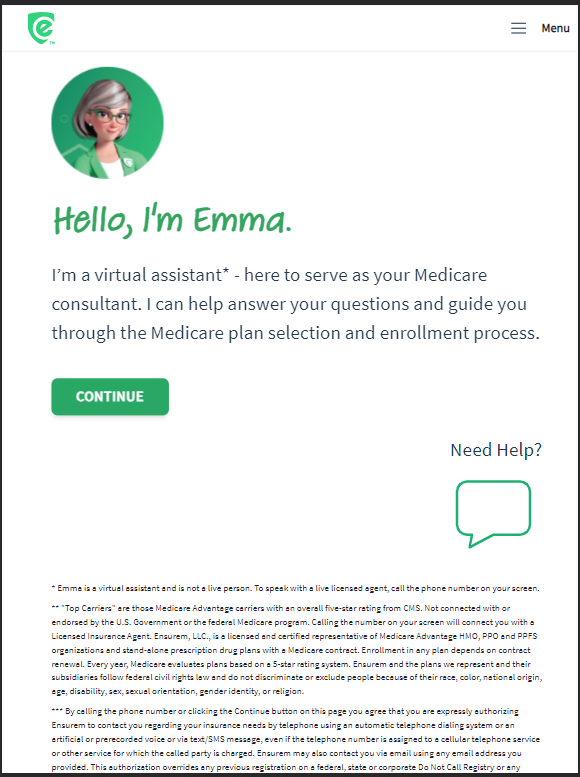 e
™
Menu
Hello, I'm Emma.
I’m a virtual assistant* - here to serve as your Medicare
consultant. I can help answer your questions and guide you
through the Medicare plan selection and enrollment process.
CONTINUE
Need Help?
* Emma is a virtual assistant and is not a live person. To speak with a live licensed agent, call the phone number on your screen.
** "Top Carriers" are those Medicare Advantage carriers with an overall five-star rating from CMS. Not connected with or
endorsed by the U.S. Government or the federal Medicare program. Calling the number on your screen will connect you with a
Licensed Insurance Agent. Ensurem, LLC., is a licensed and certified representative of Medicare Advantage HMO, PPO and PPFS
organizations and stand-alone prescription drug plans with a Medicare contract. Enrollment in any plan depends on contract
renewal. Every year, Medicare evaluates plans based on a 5-star rating system. Ensurem and the plans we represent and their
subsidiaries follow federal civil rights law and do not discriminate or exclude people because of their race, color, national origin,
age, disability, sex, sexual orientation, gender identity, or religion.
*** By calling the phone number or clicking the Continue button on this page you agree that you are expressly authorizing
Ensurem to contact you regarding your insurance needs by telephone using an automatic telephone dialing system or an
artificial or prerecorded voice or via text/SMS message, even if the telephone number is assigned to a cellular telephone service
or other service for which the called party is charged. Ensurem may also contact you via email using any email address you
provided. This authorization overrides any previous registration on a federal, state or corporate Do Not Call Registry or any